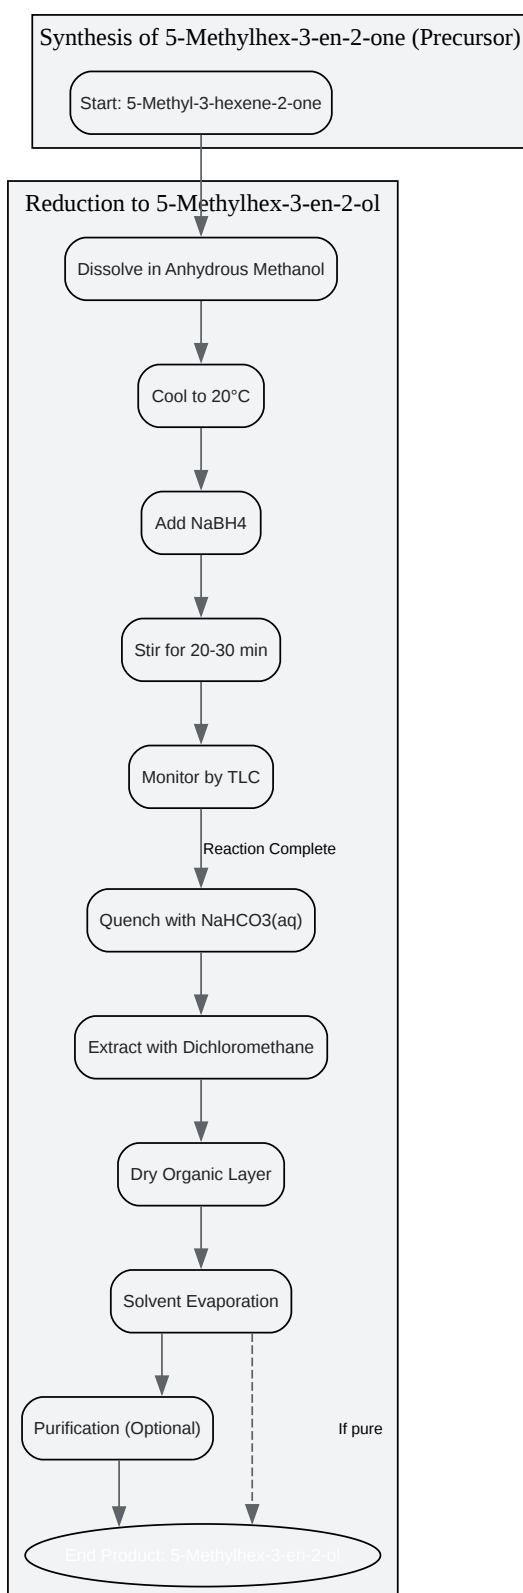 Synthesis of 5-Methylhex-3-en-2-one (Precursor)
Start: 5-Methyl-3-hexene-2-one
Reduction to 5-Methylhex-3-en-2-ol
Dissolve in Anhydrous Methanol
Cool to 20°C
Add NaBH4
Stir for 20-30 min
Monitor by TLC
Reaction Complete
Quench with NaHCO3(aq)
Extract with Dichloromethane
Dry Organic Layer
Solvent Evaporation
Purification (Optional)
If pure
End Product: 5-Methylhex-3-en-2-ol